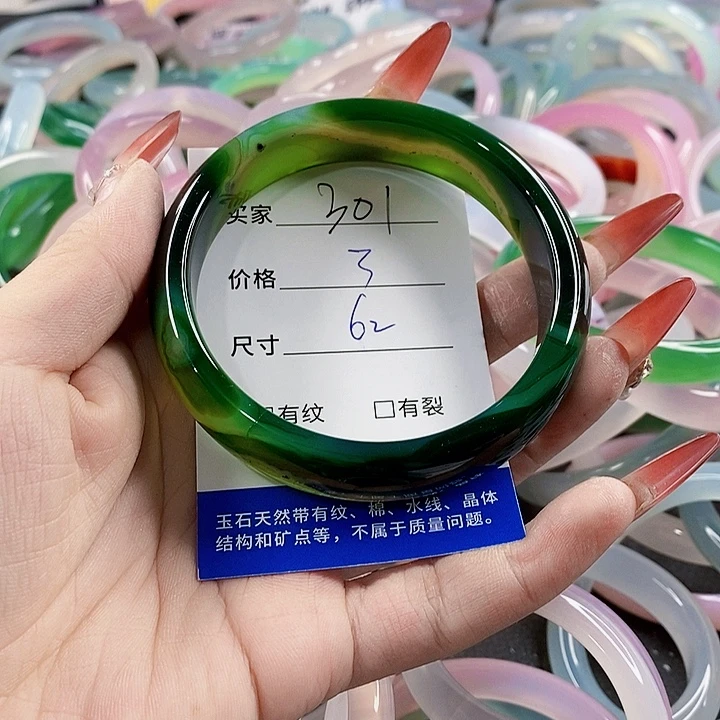 买家 301
价格 3
尺寸 62
有纹 □有裂
玉石天然带有纹、棉、水线、晶体
结构和矿点等，不属于质量问题。